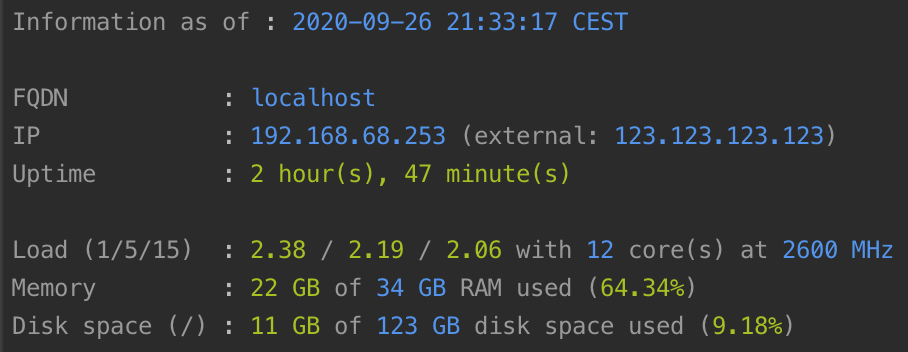 Information as of : 2020-09-26 21:33:17 CEST
FQDN : localhost
IP : 192.168.68.253 (external: 123.123.123.123)
Uptime : 2 hour(s), 47 minute(s)
Load (1/5/15) : 2.38 / 2.19 / 2.06 with 12 core(s) at 2600 MHz
Memory : 22 GB of 34 GB RAM used (64.34%)
Disk space (/) : 11 GB of 123 GB disk space used (9.18%)